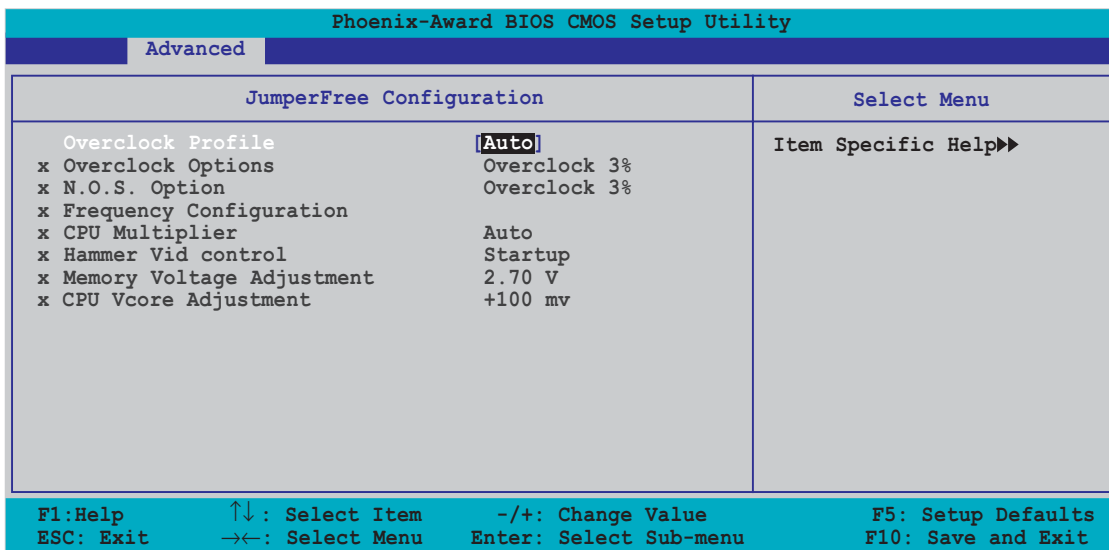 Phoenix-Award BIOS CMOS Setup Utility
Advanced
JumperFree Configuration
Select Menu
Overclock Profile [Auto]
x Overclock Options Overclock 3%
x N.O.S. Option Overclock 3%
x Frequency Configuration
x CPU Multiplier Auto
x Hammer Vid control Startup
x Memory Voltage Adjustment 2.70 V
x CPU Vcore Adjustment +100 mv
Item Specific Help▶▶
F1:Help ↑↓: Select Item -/+: Change Value F5: Setup Defaults
ESC: Exit →←: Select Menu Enter: Select Sub-menu F10: Save and Exit